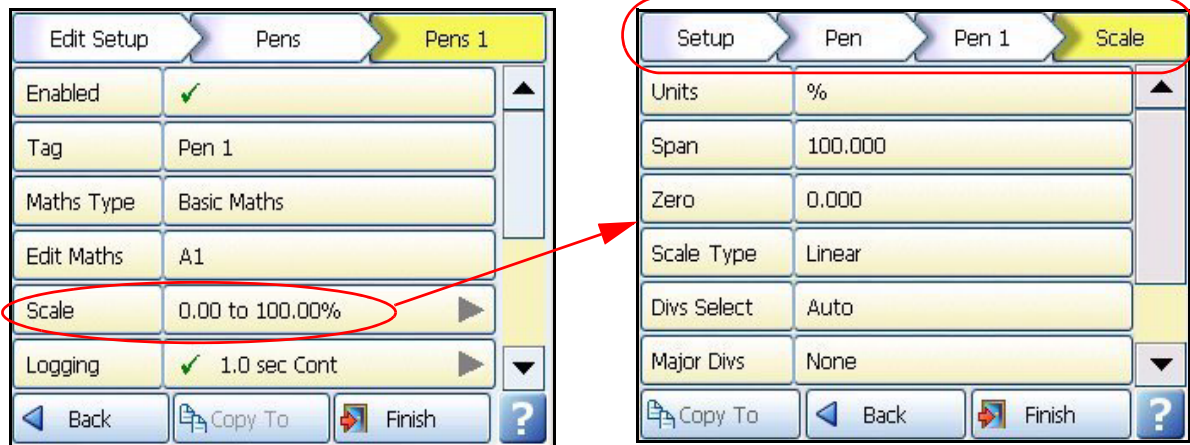 Edit Setup Pens Pens 1
Enabled
Tag Pen 1
Maths Type Basic Maths
Edit Maths A1
Scale 0.00 to 100.00%
Logging 1.0 sec Cont
Back Copy To Finish ?
Setup Pen Pen 1 Scale
Units %
Span 100.000
Zero 0.000
Scale Type Linear
Divs Select Auto
Major Divs None
Copy To Back Finish ?